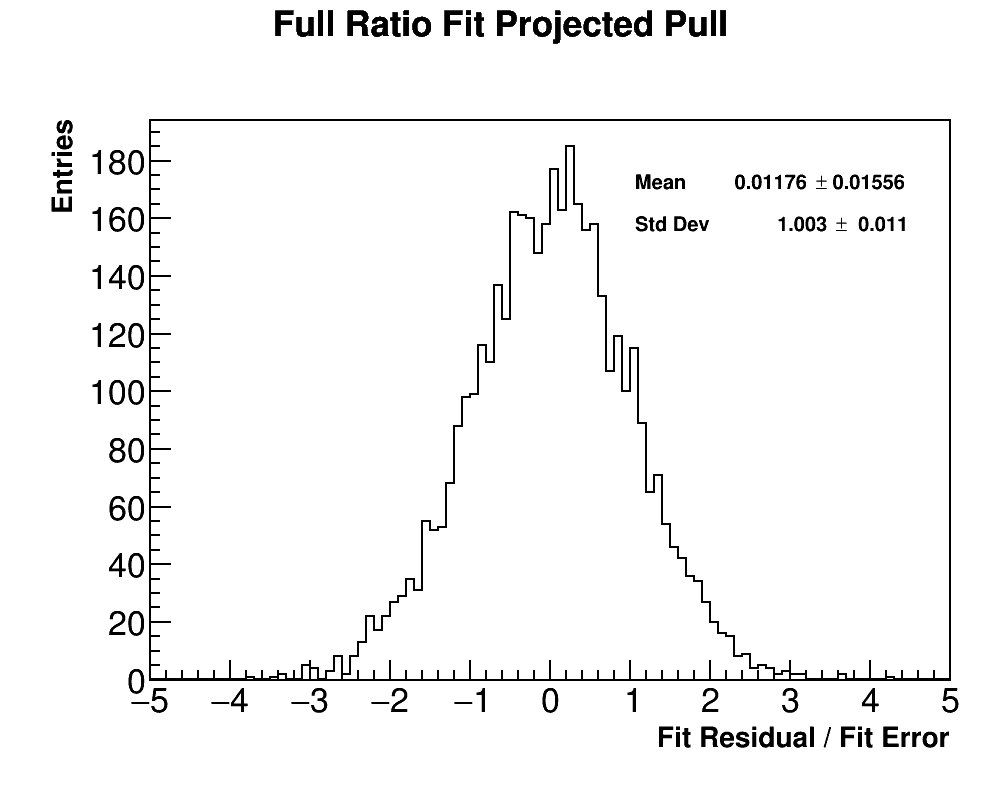 Full Ratio Fit Projected Pull
Entries
180
160
140
120
100
80
60
40
20
0
Mean 0.01176 ± 0.01556
Std Dev 1.003 ± 0.011
−5 −4 −3 −2 −1 0 1 2 3 4 5
Fit Residual / Fit Error